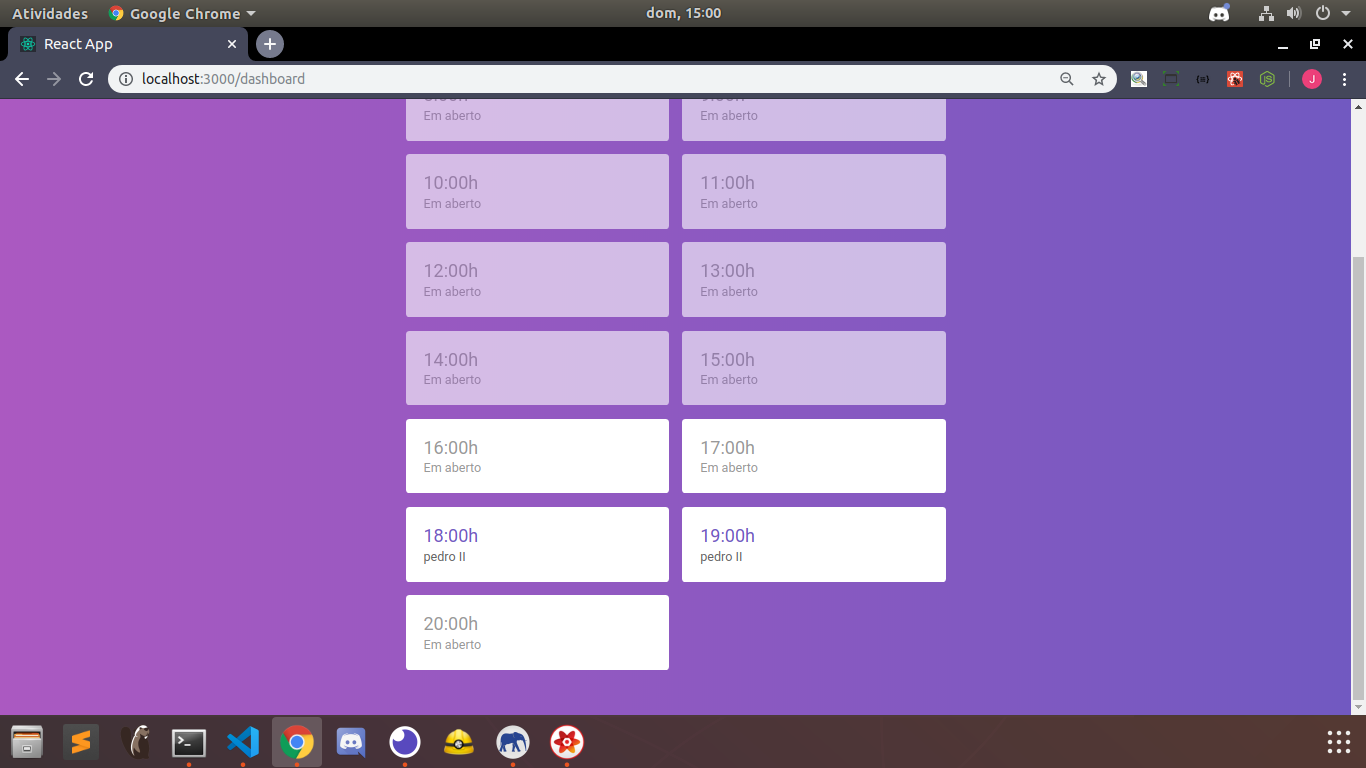 Atividades Google Chrome dom, 15:00
React App
localhost:3000/dashboard
J
Em aberto Em aberto
10:00h 11:00h
Em aberto Em aberto
12:00h 13:00h
Em aberto Em aberto
14:00h 15:00h
Em aberto Em aberto
16:00h 17:00h
Em aberto Em aberto
18:00h 19:00h
pedro II pedro II
20:00h
Em aberto